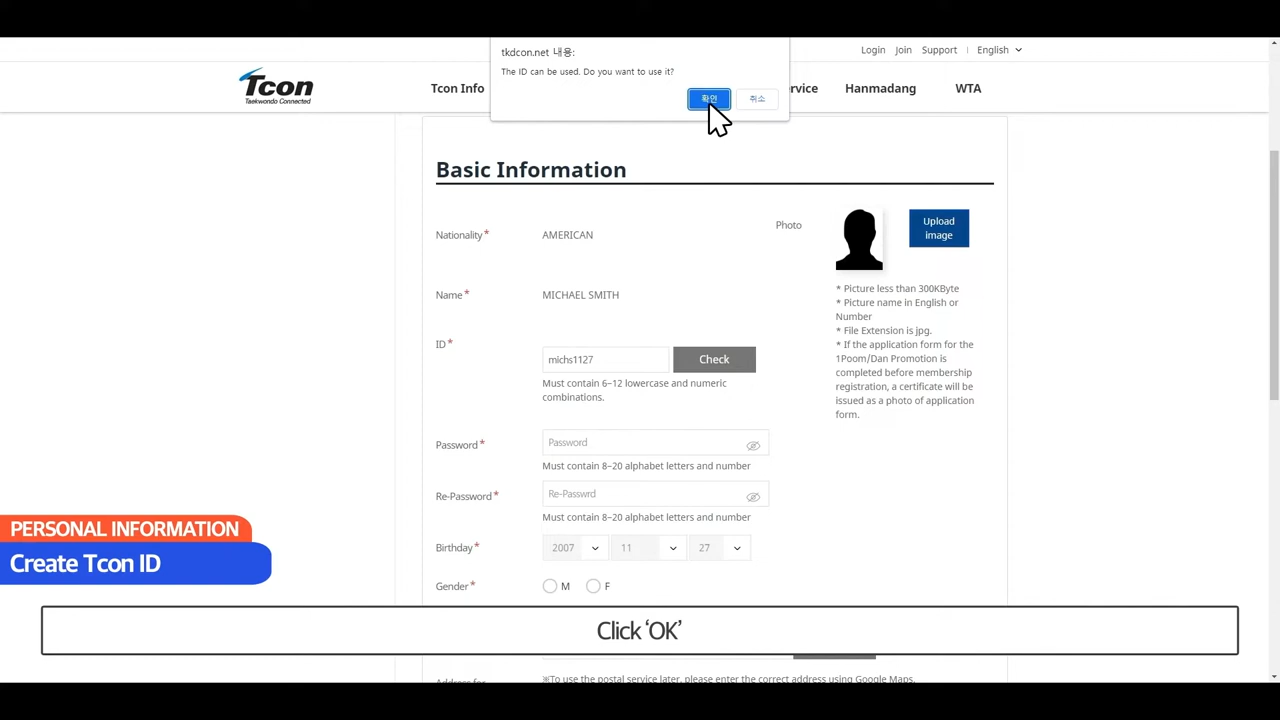 tkdcon.net 내용:
The ID can be used. Do you want to use it?
확인 취소
Login Join Support English
Tcon
Taekwondo Connected
Tcon Info ervice Hanmadang WTA
Basic Information
Nationality* AMERICAN
Photo
Upload
image
Name* MICHAEL SMITH
* Picture less than 300KByte
* Picture name in English or
Number
* File Extension is jpg.
* If the application form for the
1Poom/Dan Promotion is
completed before membership
registration, a certificate will be
issued as a photo of application
form.
ID* michs1127 Check
Must contain 6~12 lowercase and numeric
combinations.
Password* Password
Must contain 8~20 alphabet letters and number
Re-Password* Re-Passwrd
Must contain 8~20 alphabet letters and number
Birthday* 2007 11 27
Gender* M F
PERSONAL INFORMATION
Create Tcon ID
Click ‘OK’
Address for
※To use the postal service later, please enter the correct address using Google Maps.